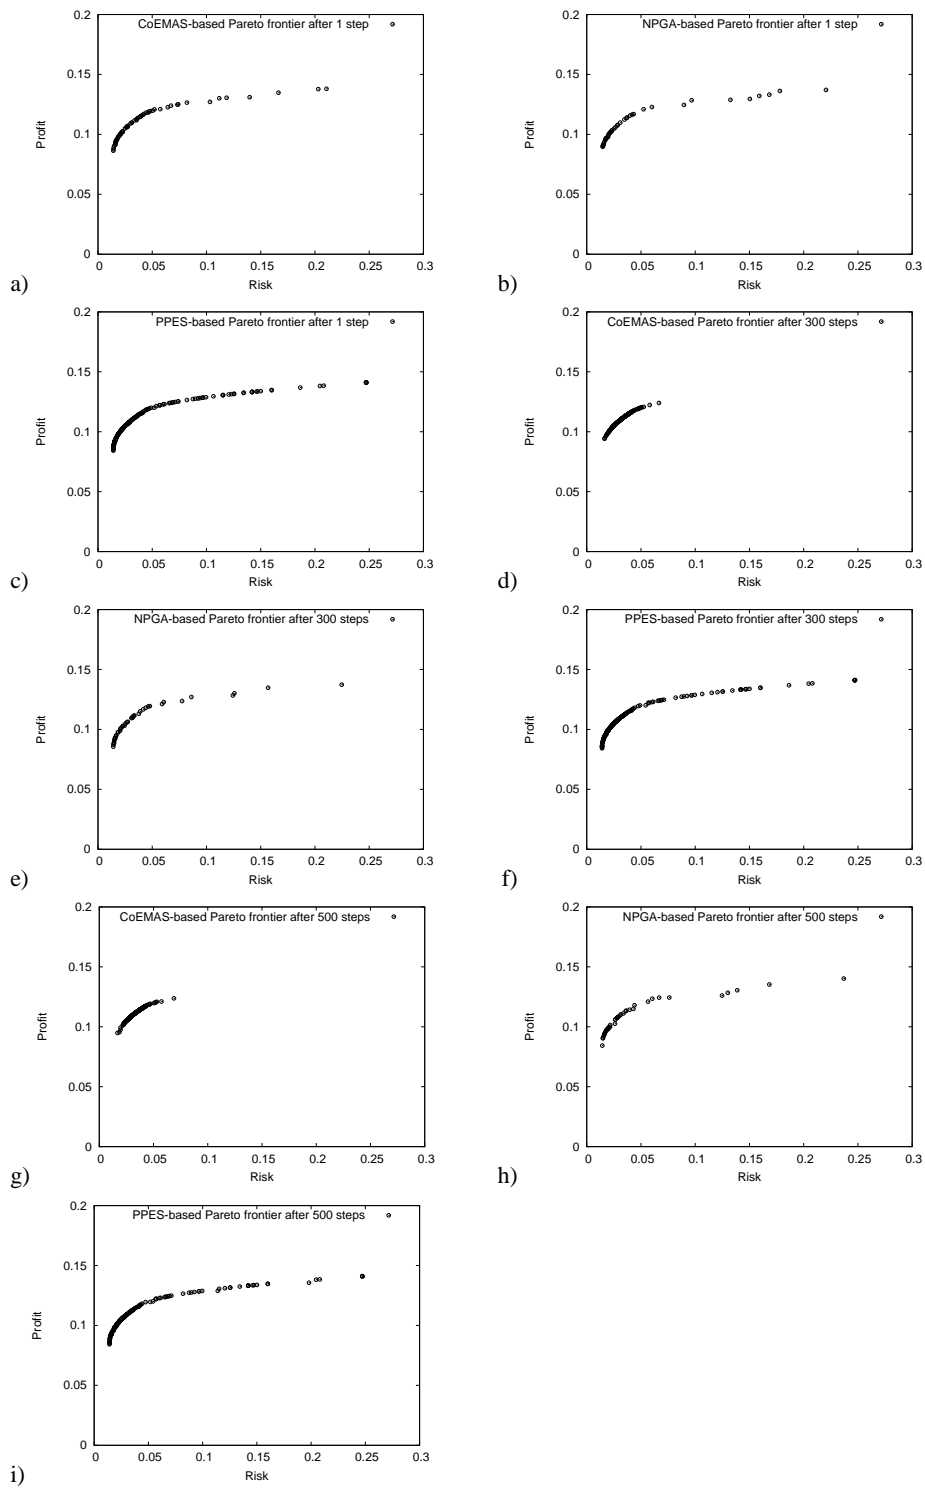 CoEMAS-based Pareto frontier after 1 step
0.2
0.15
0.1
0.05
0
Profit
0 0.05 0.1 0.15 0.2 0.25 0.3
Risk
a)
NPGA-based Pareto frontier after 1 step
0.2
0.15
0.1
0.05
0
Profit
0 0.05 0.1 0.15 0.2 0.25 0.3
Risk
b)
PPES-based Pareto frontier after 1 step
0.2
0.15
0.1
0.05
0
Profit
0 0.05 0.1 0.15 0.2 0.25 0.3
Risk
c)
CoEMAS-based Pareto frontier after 300 steps
0.2
0.15
0.1
0.05
0
Profit
0 0.05 0.1 0.15 0.2 0.25 0.3
Risk
d)
NPGA-based Pareto frontier after 300 steps
0.2
0.15
0.1
0.05
0
Profit
0 0.05 0.1 0.15 0.2 0.25 0.3
Risk
e)
PPES-based Pareto frontier after 300 steps
0.2
0.15
0.1
0.05
0
Profit
0 0.05 0.1 0.15 0.2 0.25 0.3
Risk
f)
CoEMAS-based Pareto frontier after 500 steps
0.2
0.15
0.1
0.05
0
Profit
0 0.05 0.1 0.15 0.2 0.25 0.3
Risk
g)
NPGA-based Pareto frontier after 500 steps
0.2
0.15
0.1
0.05
0
Profit
0 0.05 0.1 0.15 0.2 0.25 0.3
Risk
h)
PPES-based Pareto frontier after 500 steps
0.2
0.15
0.1
0.05
0
Profit
0 0.05 0.1 0.15 0.2 0.25 0.3
Risk
i)